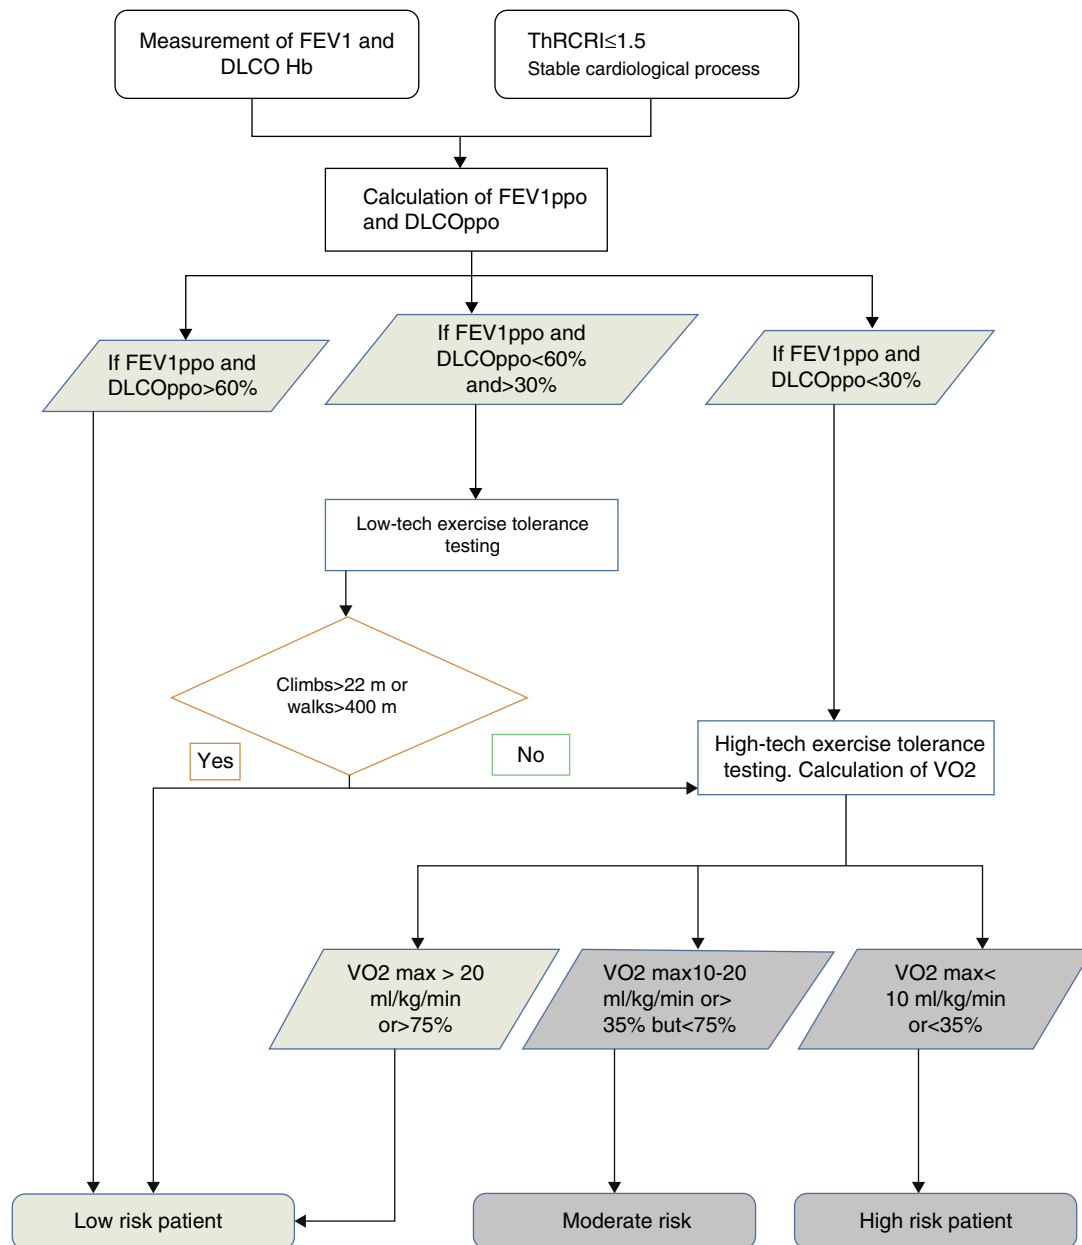 Measurement of FEV1 and
DLCO Hb
ThRCRI≤1.5
Stable cardiological process
Calculation of FEV1ppo
and DLCOppo
If FEV1ppo and
DLCOppo>60%
If FEV1ppo and
DLCOppo<60%
and>30%
If FEV1ppo and
DLCOppo<30%
Low-tech exercise tolerance
testing
Climbs>22 m or
walks>400 m
Yes
No
High-tech exercise tolerance
testing. Calculation of VO2
VO2 max > 20
ml/kg/min
or>75%
VO2 max10-20
ml/kg/min or>
35% but<75%
VO2 max<
10 ml/kg/min
or<35%
Low risk patient
Moderate risk
High risk patient